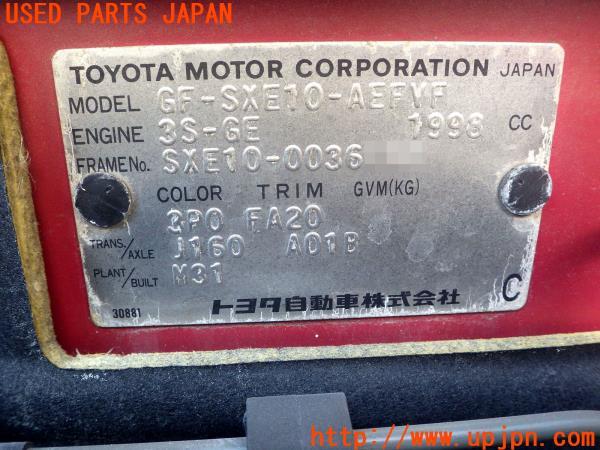 USED PARTS JAPAN
TOYOTA MOTOR CORPORATION JAPAN
MODEL GF-SXE10-AEFVF
ENGINE 3S-GE 1998 CC
FRAME No. SXE10-0036
COLOR TRIM GVM(KG)
3P0 FA20
TRANS./AXLE J160 A01B
PLANT/BUILT M31
30881 トヨタ自動車株式会社 C
http://www.upjpn.com/